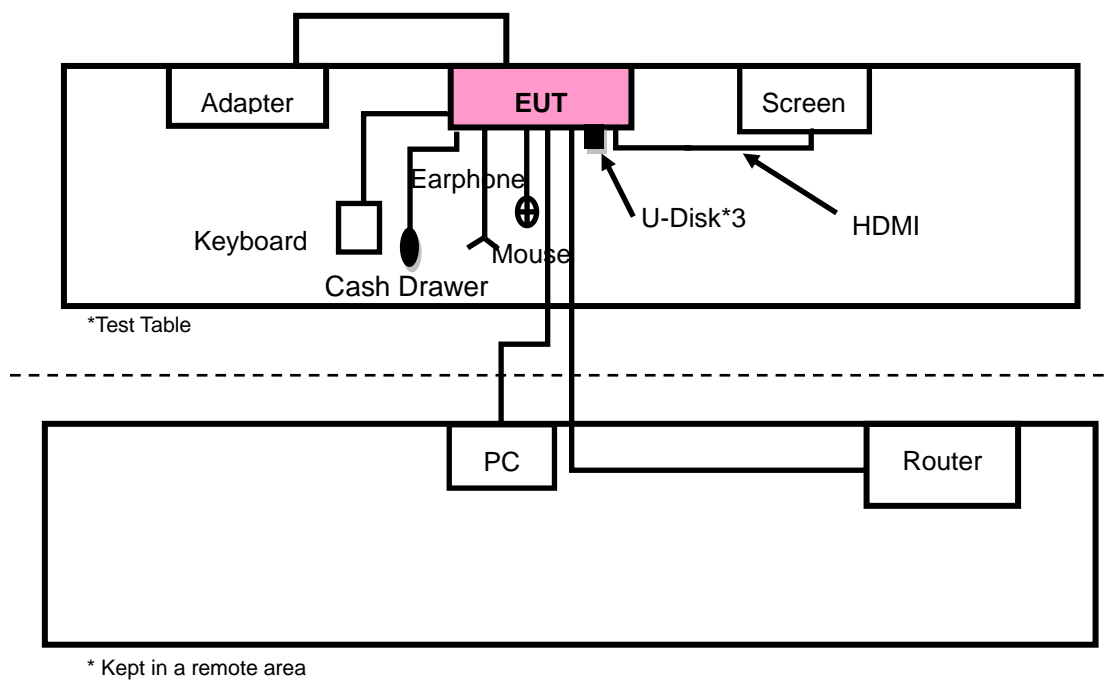 Adapter
EUT
Screen
Earphone
U-Disk*3
HDMI
Keyboard
Mouse
Cash Drawer
*Test Table
PC
Router
* Kept in a remote area